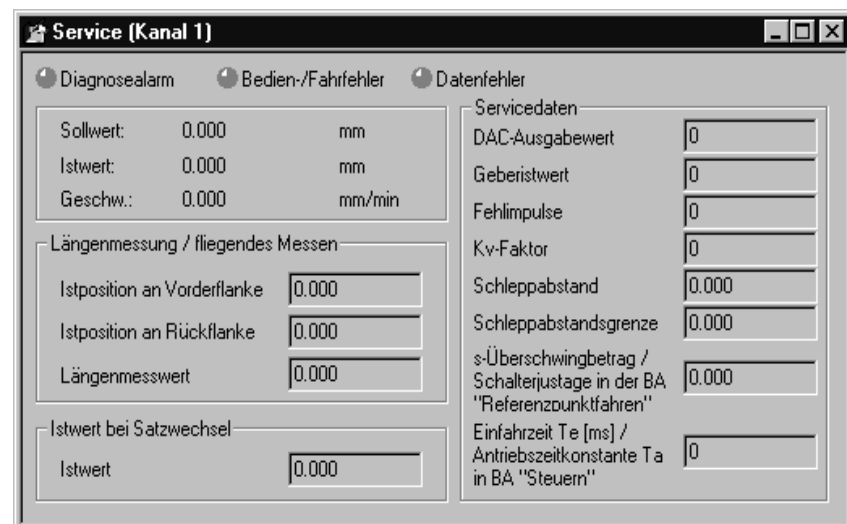 Service (Kanal 1)
Diagnosealarm Bedien-/Fahrfehler Datenfehler
Sollwert: 0.000 mm
Istwert: 0.000 mm
Geschw.: 0.000 mm/min
Längenmessung / fliegendes Messen
Istposition an Vorderflanke 0.000
Istposition an Rückflanke 0.000
Längenmesswert 0.000
Istwert bei Satzwechsel
Istwert 0.000
Servicedaten
DAC-Ausgabewert 0
Geberistwert 0
Fehlimpulse 0
Kv-Faktor 0
Schleppabstand 0.000
Schleppabstandsgrenze 0.000
s-Überschwingbetrag /
Schalterjustage in der BA 0.000
"Referenzpunktfahren"
Einfahrzeit Te [ms] /
Antriebszeitkonstante Ta 0
in BA "Steuern"